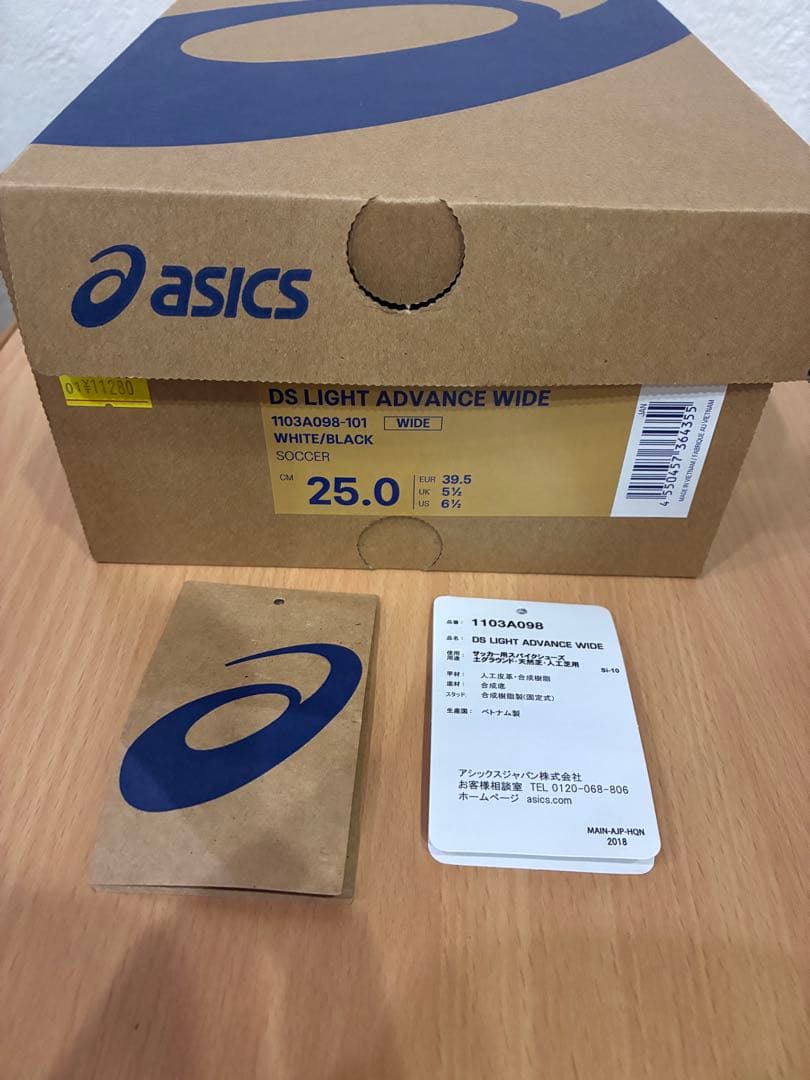 asics
01 ¥11280
DS LIGHT ADVANCE WIDE
1103A098-101 WIDE
WHITE/BLACK
SOCCER
CM 25.0
EUR 39.5
UK 5½
US 6½
JAN
4 550457 364355
MADE IN VIETNAM / FABRIQUE AU VIETNAM
品番: 1103A098
品名: DS LIGHT ADVANCE WIDE
使用用途: サッカー用スパイクシューズ
土グラウンド・天然芝・人工芝用
Si-10
甲材: 人工皮革・合成樹脂
底材: 合成底
スタッド: 合成樹脂製(固定式)
生産国: ベトナム製
アシックスジャパン株式会社
お客様相談室 TEL 0120-068-806
ホームページ asics.com
MAIN-AJP-HQN
2018